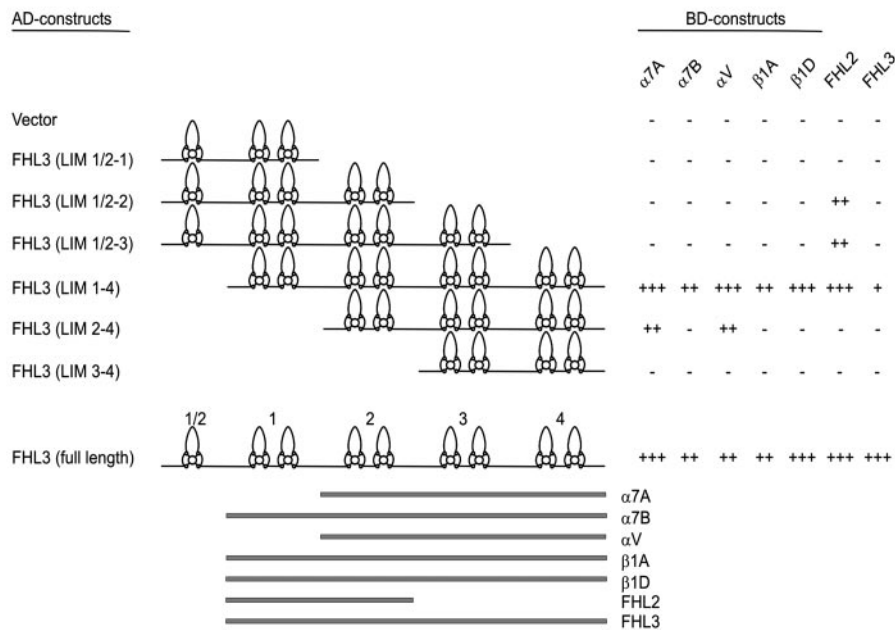 AD-constructs BD-constructs
α7A α7B αV β1A β1D FHL2 FHL3
Vector - - - - - - -
FHL3 (LIM 1/2-1) - - - - - - -
FHL3 (LIM 1/2-2) - - - - - ++ -
FHL3 (LIM 1/2-3) - - - - - ++ -
FHL3 (LIM 1-4) +++ ++ +++ ++ +++ +++ +
FHL3 (LIM 2-4) ++ - ++ - - - -
FHL3 (LIM 3-4) - - - - - - -
1/2 1 2 3 4
FHL3 (full length) +++ ++ ++ ++ +++ +++ +++
α7A
α7B
αV
β1A
β1D
FHL2
FHL3